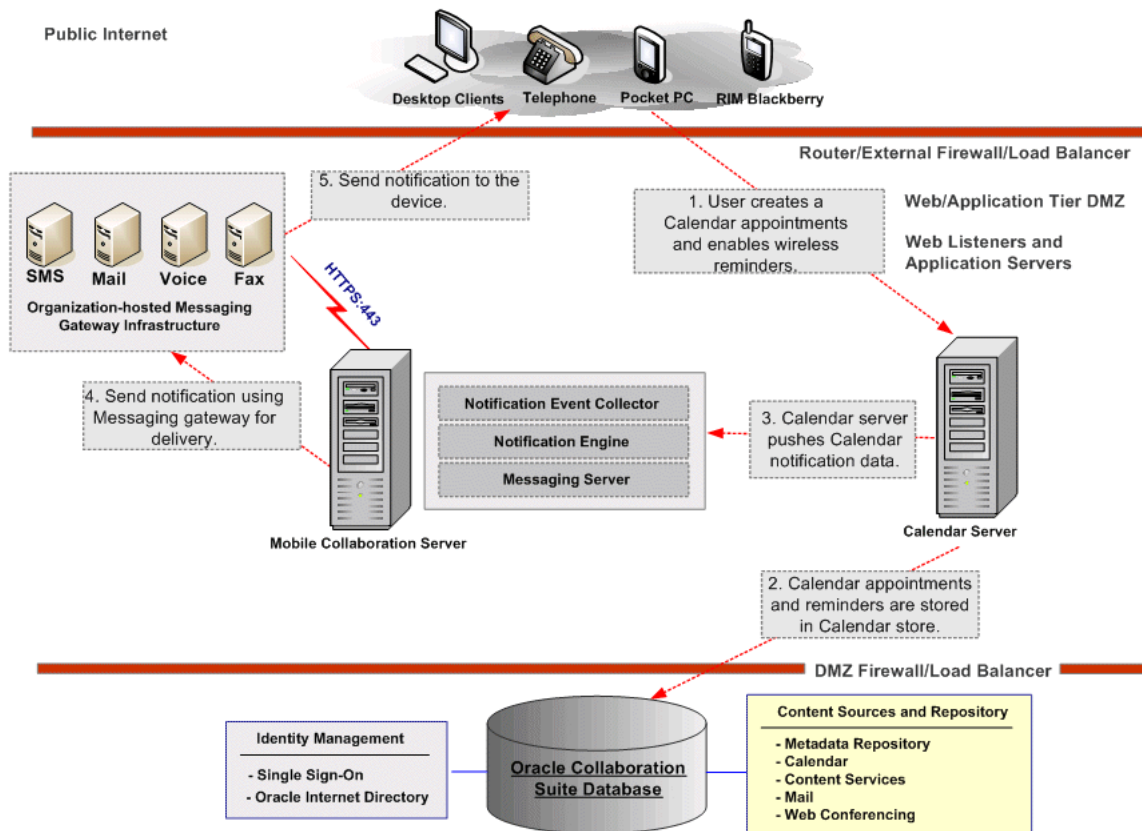 Public Internet
Desktop Clients
Telephone
Pocket PC
RIM Blackberry
Router/External Firewall/Load Balancer
5. Send notification to the
device.
1. User creates a
Calendar appointments
and enables wireless
reminders.
Web/Application Tier DMZ
Web Listeners and
Application Servers
SMS
Mail
Voice
Fax
Organization-hosted Messaging
Gateway Infrastructure
HTTPS:443
4. Send notification using
Messaging gateway for
delivery.
Notification Event Collector
Notification Engine
Messaging Server
3. Calendar server
pushes Calendar
notification data.
Mobile Collaboration Server
Calendar Server
2. Calendar appointments
and reminders are stored
in Calendar store.
DMZ Firewall/Load Balancer
Identity Management
- Single Sign-On
- Oracle Internet Directory
Oracle Collaboration
Suite Database
Content Sources and Repository
- Metadata Repository
- Calendar
- Content Services
- Mail
- Web Conferencing